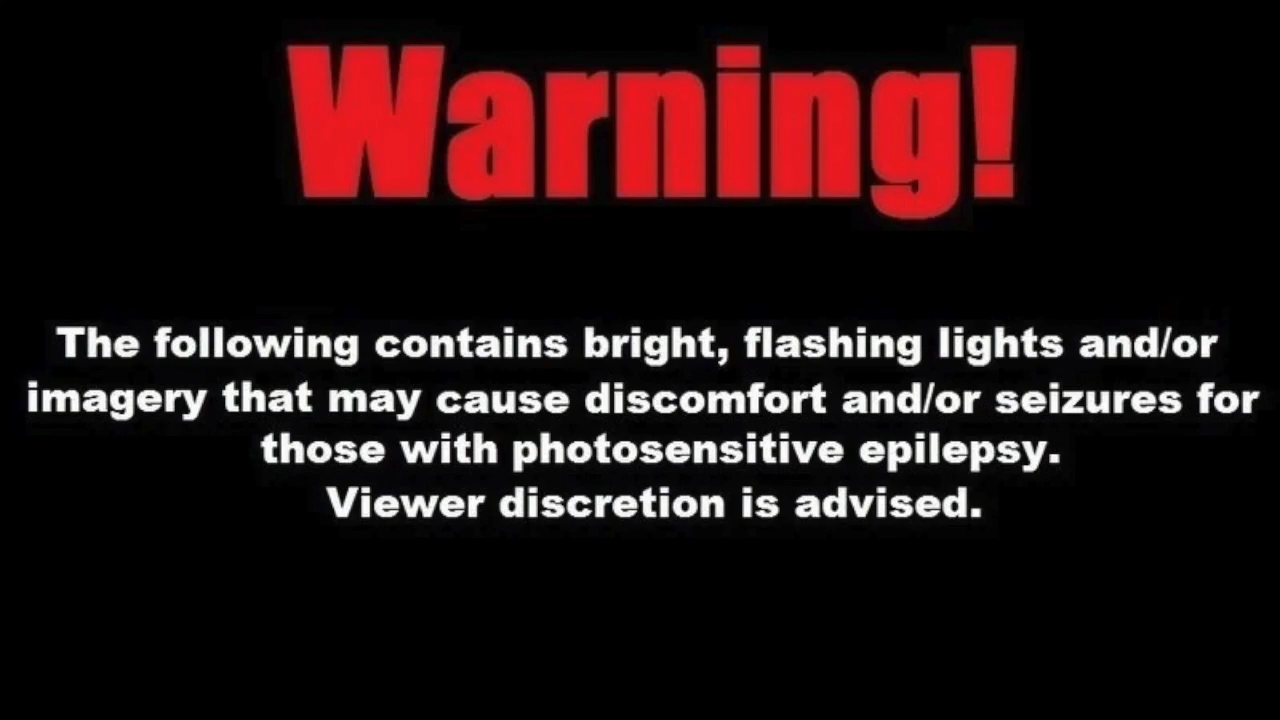 Warning!
The following contains bright, flashing lights and/or
imagery that may cause discomfort and/or seizures for
those with photosensitive epilepsy.
Viewer discretion is advised.